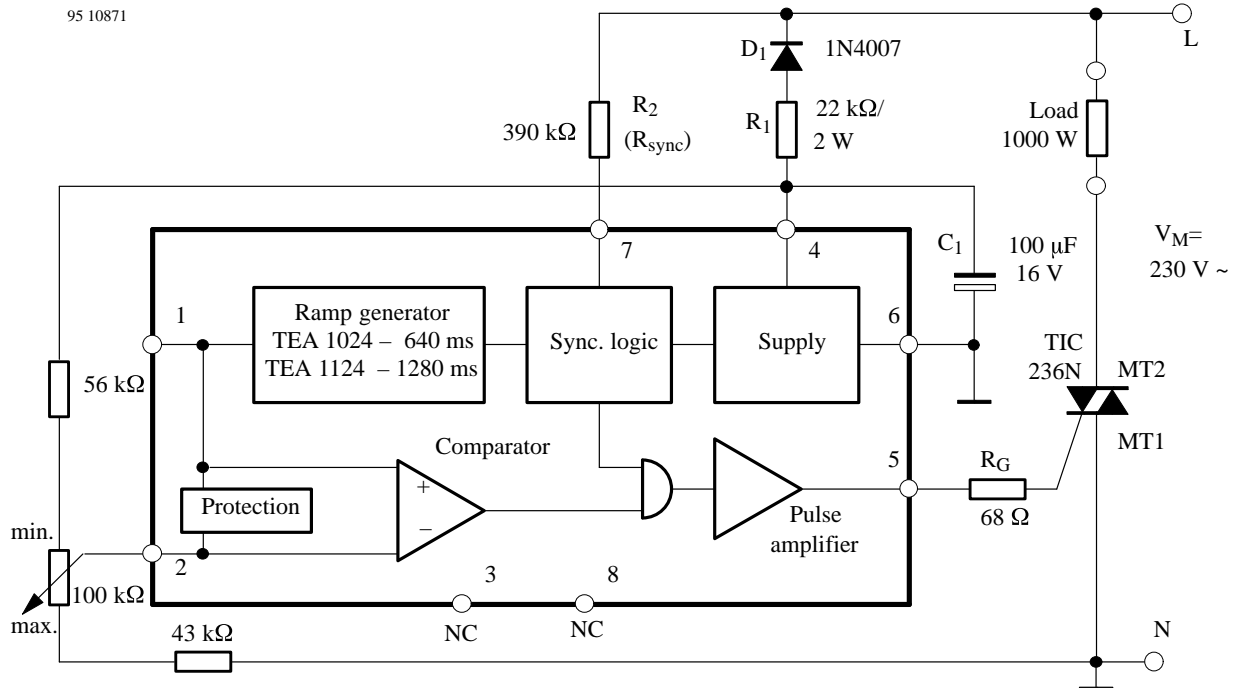 95 10871
L
D1
1N4007
R2
(Rsync)
390 kΩ
R1
22 kΩ/
2 W
Load
1000 W
7
4
C1
100 μF
16 V
VM=
230 V ~
1
Ramp generator
TEA 1024 – 640 ms
TEA 1124 – 1280 ms
Sync. logic
Supply
6
TIC
236N
MT2
MT1
56 kΩ
Comparator
+
–
5
RG
68 Ω
Protection
Pulse
amplifier
min.
2
100 kΩ
max.
3
8
NC
NC
43 kΩ
N